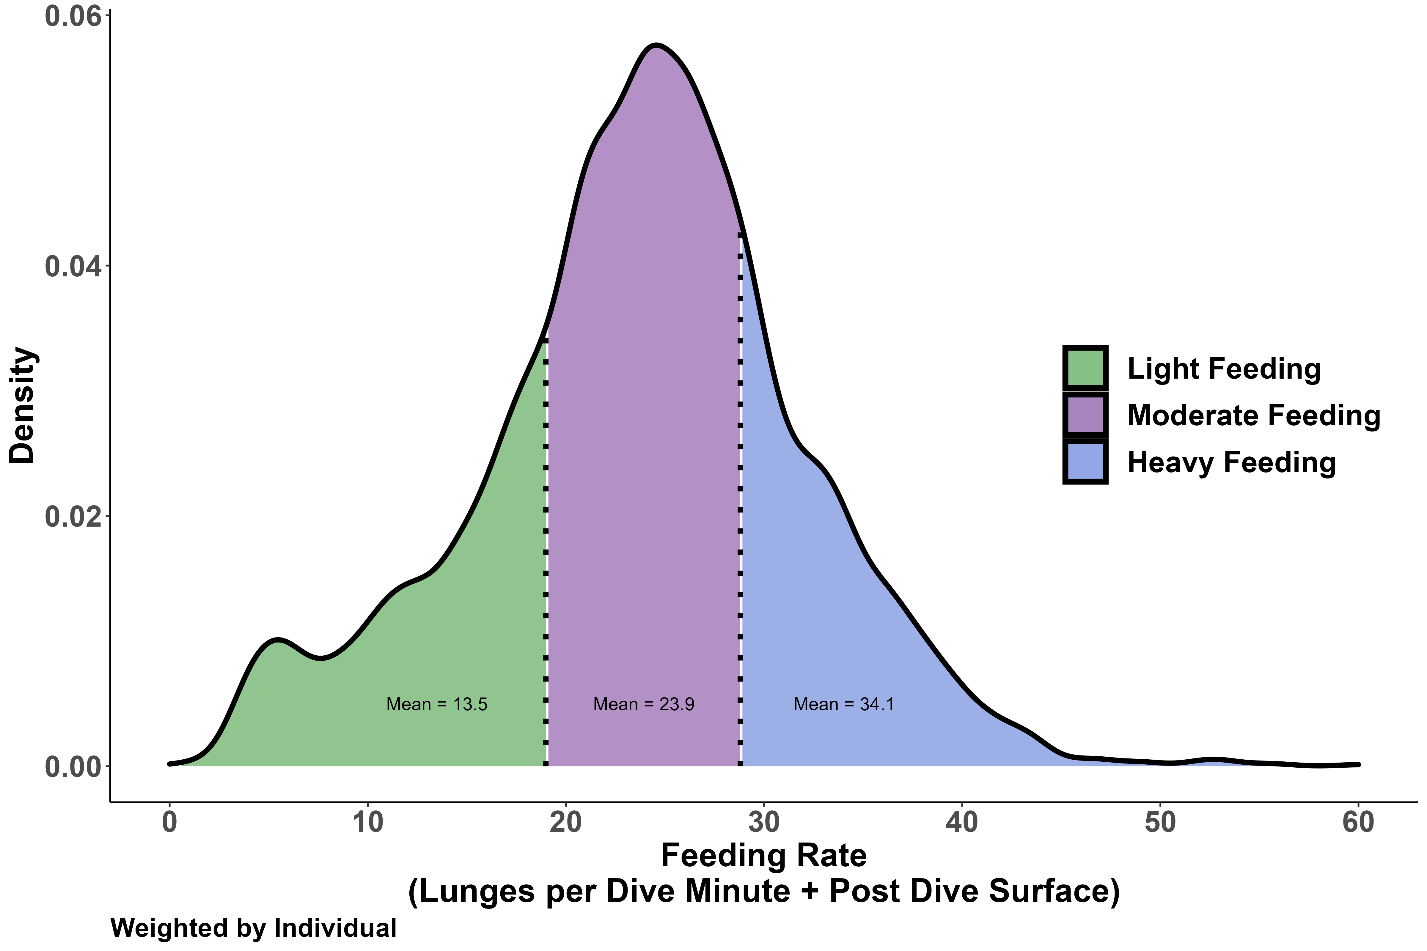 0.06
0.04
0.02
0.00
Density
Light Feeding
Moderate Feeding
Heavy Feeding
Mean = 13.5
Mean = 23.9
Mean = 34.1
0 10 20 30 40 50 60
Feeding Rate
(Lunges per Dive Minute + Post Dive Surface)
Weighted by Individual